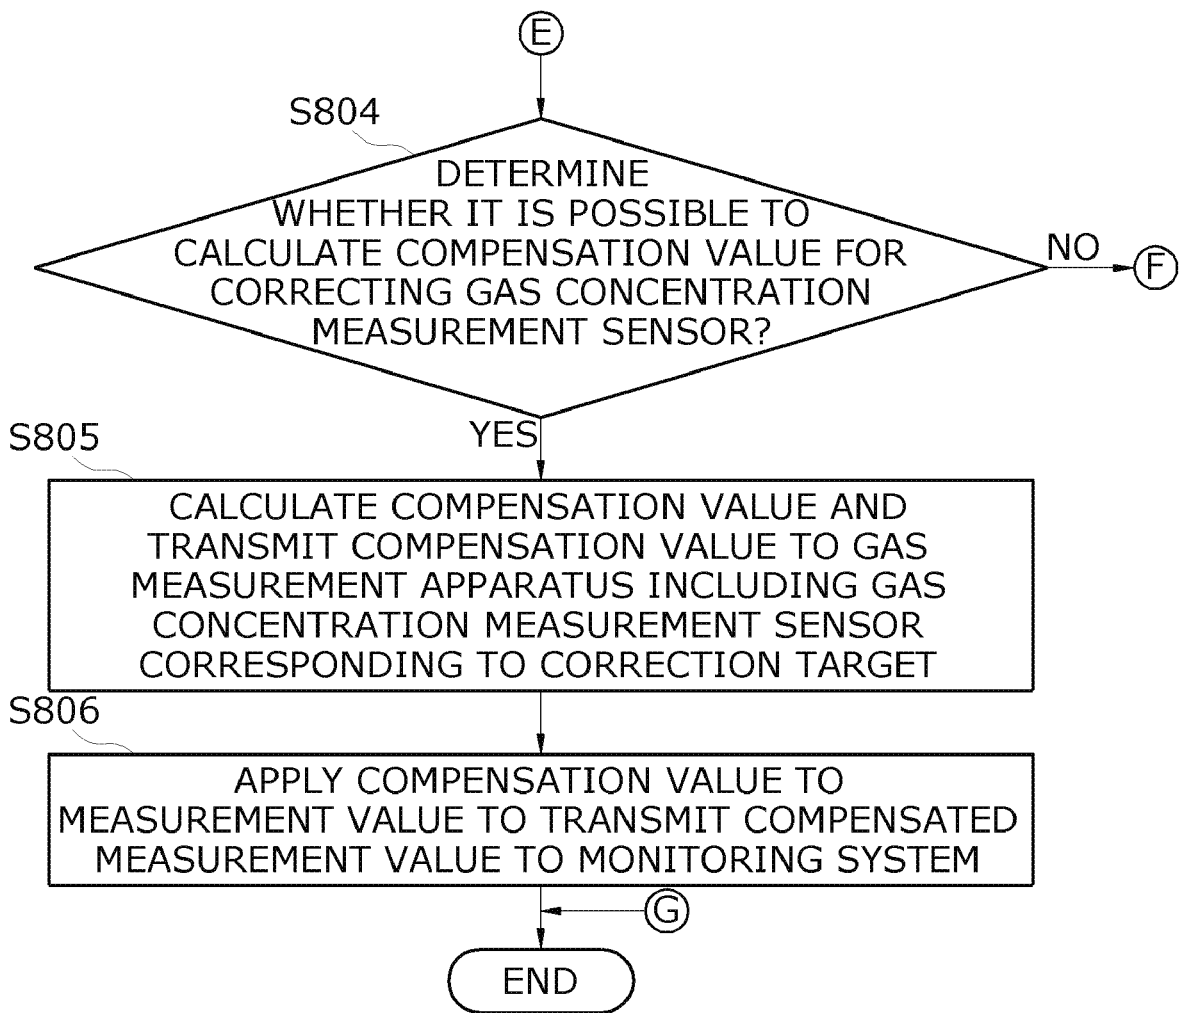 E
S804
DETERMINE
WHETHER IT IS POSSIBLE TO
CALCULATE COMPENSATION VALUE FOR
CORRECTING GAS CONCENTRATION
MEASUREMENT SENSOR?
NO
F
YES
S805
CALCULATE COMPENSATION VALUE AND
TRANSMIT COMPENSATION VALUE TO GAS
MEASUREMENT APPARATUS INCLUDING GAS
CONCENTRATION MEASUREMENT SENSOR
CORRESPONDING TO CORRECTION TARGET
S806
APPLY COMPENSATION VALUE TO
MEASUREMENT VALUE TO TRANSMIT COMPENSATED
MEASUREMENT VALUE TO MONITORING SYSTEM
G
END